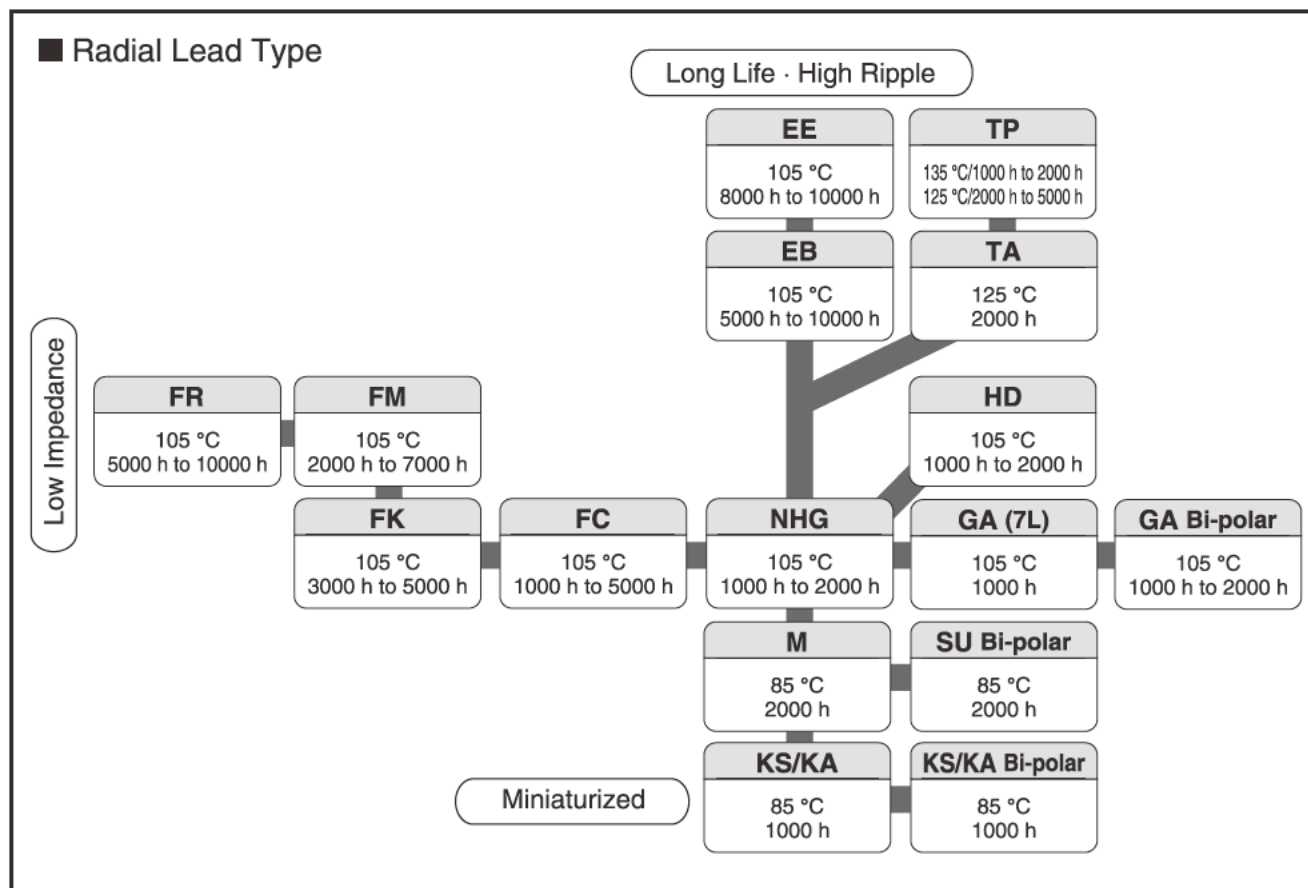 ■ Radial Lead Type
Long Life · High Ripple
EE
105 °C
8000 h to 10000 h
TP
135 °C/1000 h to 2000 h
125 °C/2000 h to 5000 h
EB
105 °C
5000 h to 10000 h
TA
125 °C
2000 h
Low Impedance
FR
105 °C
5000 h to 10000 h
FM
105 °C
2000 h to 7000 h
HD
105 °C
1000 h to 2000 h
FK
105 °C
3000 h to 5000 h
FC
105 °C
1000 h to 5000 h
NHG
105 °C
1000 h to 2000 h
GA (7L)
105 °C
1000 h
GA Bi-polar
105 °C
1000 h to 2000 h
M
85 °C
2000 h
SU Bi-polar
85 °C
2000 h
Miniaturized
KS/KA
85 °C
1000 h
KS/KA Bi-polar
85 °C
1000 h